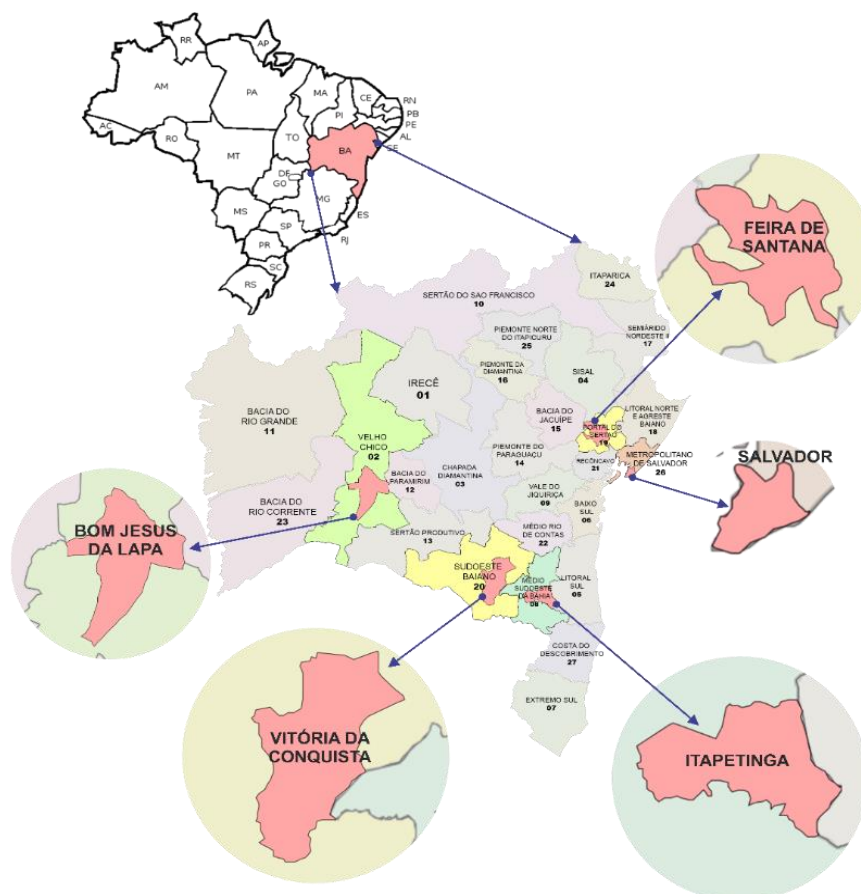 RR
AP
AM
PA
MA
CE
RN
PB
PE
AL
SE
PI
AC
RO
TO
BA
MT
DF
GO
MG
ES
MS
SP
RJ
PR
SC
RS
FEIRA DE
SANTANA
ITAPARICA
24
SERTÃO DO SAO FRANCISCO
10
SEMIÁRIDO
NORDESTE II
17
PIEMONTE NORTE
DO ITAPICURU
25
PIEMONTE DA
DIAMANTINA
16
SISAL
04
IRECÊ
01
BACIA DO
RIO GRANDE
11
VELHO
CHICO
02
BACIA DO
JACUÍPE
15
LITORAL NORTE
E AGRESTE
BAIANO
18
PORTAL DO
SERTÃO
19
METROPOLITANO
DE SALVADOR
26
RECÔNCAVO
21
PIEMONTE DO
PARAGUAÇU
14
CHAPADA
DIAMANTINA
03
BACIA DO
PARAMIRIM
12
BACIA DO
RIO CORRENTE
23
VALE DO
JIQUIRIÇA
09
BAIXO
SUL
06
SERTÃO PRODUTIVO
13
MÉDIO RIO
DE CONTAS
22
SUDOESTE
BAIANO
20
MÉDIO
SUDOESTE
DA BAHIA
08
LITORAL
SUL
05
COSTA DO
DESCOBRIMENTO
27
EXTREMO SUL
07
SALVADOR
BOM JESUS
DA LAPA
VITÓRIA DA
CONQUISTA
ITAPETINGA